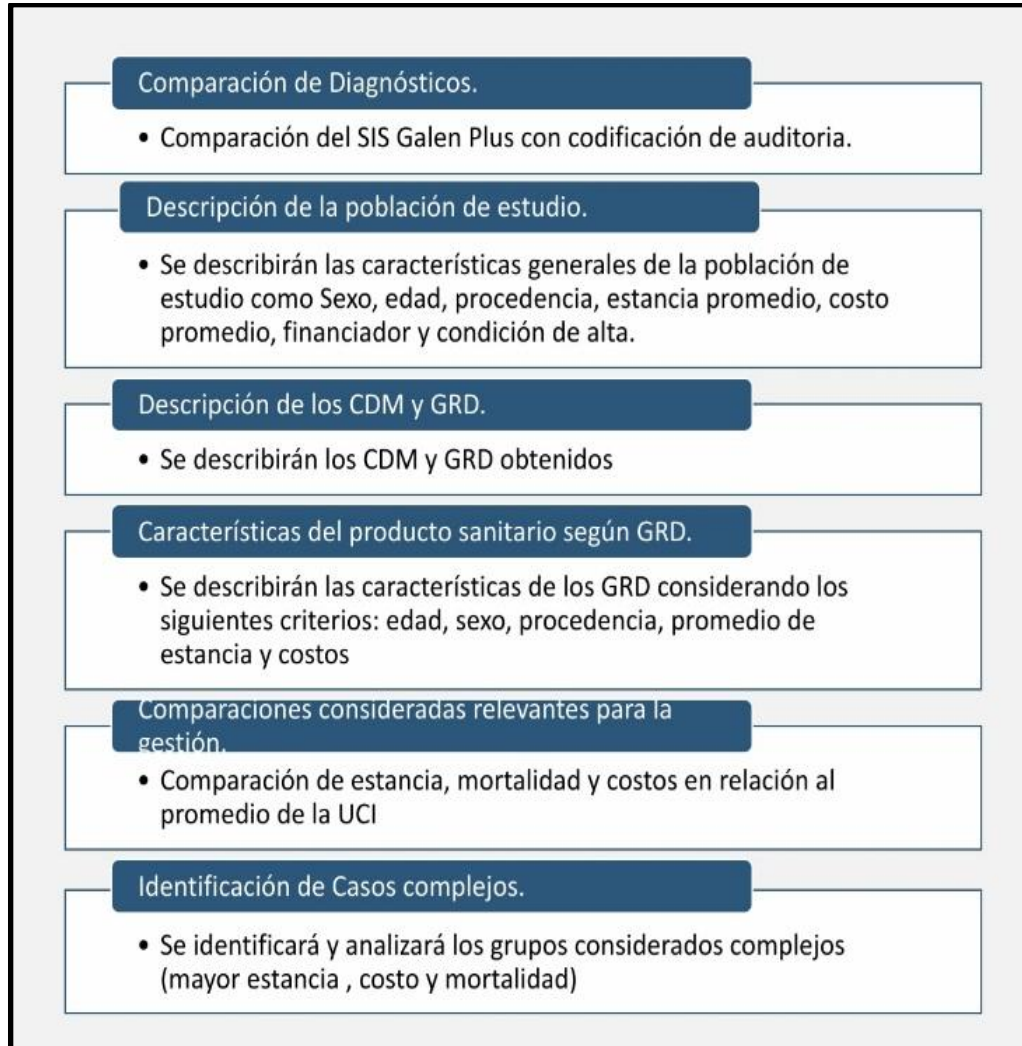 Comparación de Diagnósticos.
• Comparación del SIS Galen Plus con codificación de auditoria.
Descripción de la población de estudio.
• Se describirán las características generales de la población de
estudio como Sexo, edad, procedencia, estancia promedio, costo
promedio, financiador y condición de alta.
Descripción de los CDM y GRD.
• Se describirán los CDM y GRD obtenidos
Características del producto sanitario según GRD.
• Se describirán las características de los GRD considerando los
siguientes criterios: edad, sexo, procedencia, promedio de
estancia y costos
Comparaciones consideradas relevantes para la
gestión.
• Comparación de estancia, mortalidad y costos en relación al
promedio de la UCI
Identificación de Casos complejos.
• Se identificará y analizará los grupos considerados complejos
(mayor estancia , costo y mortalidad)